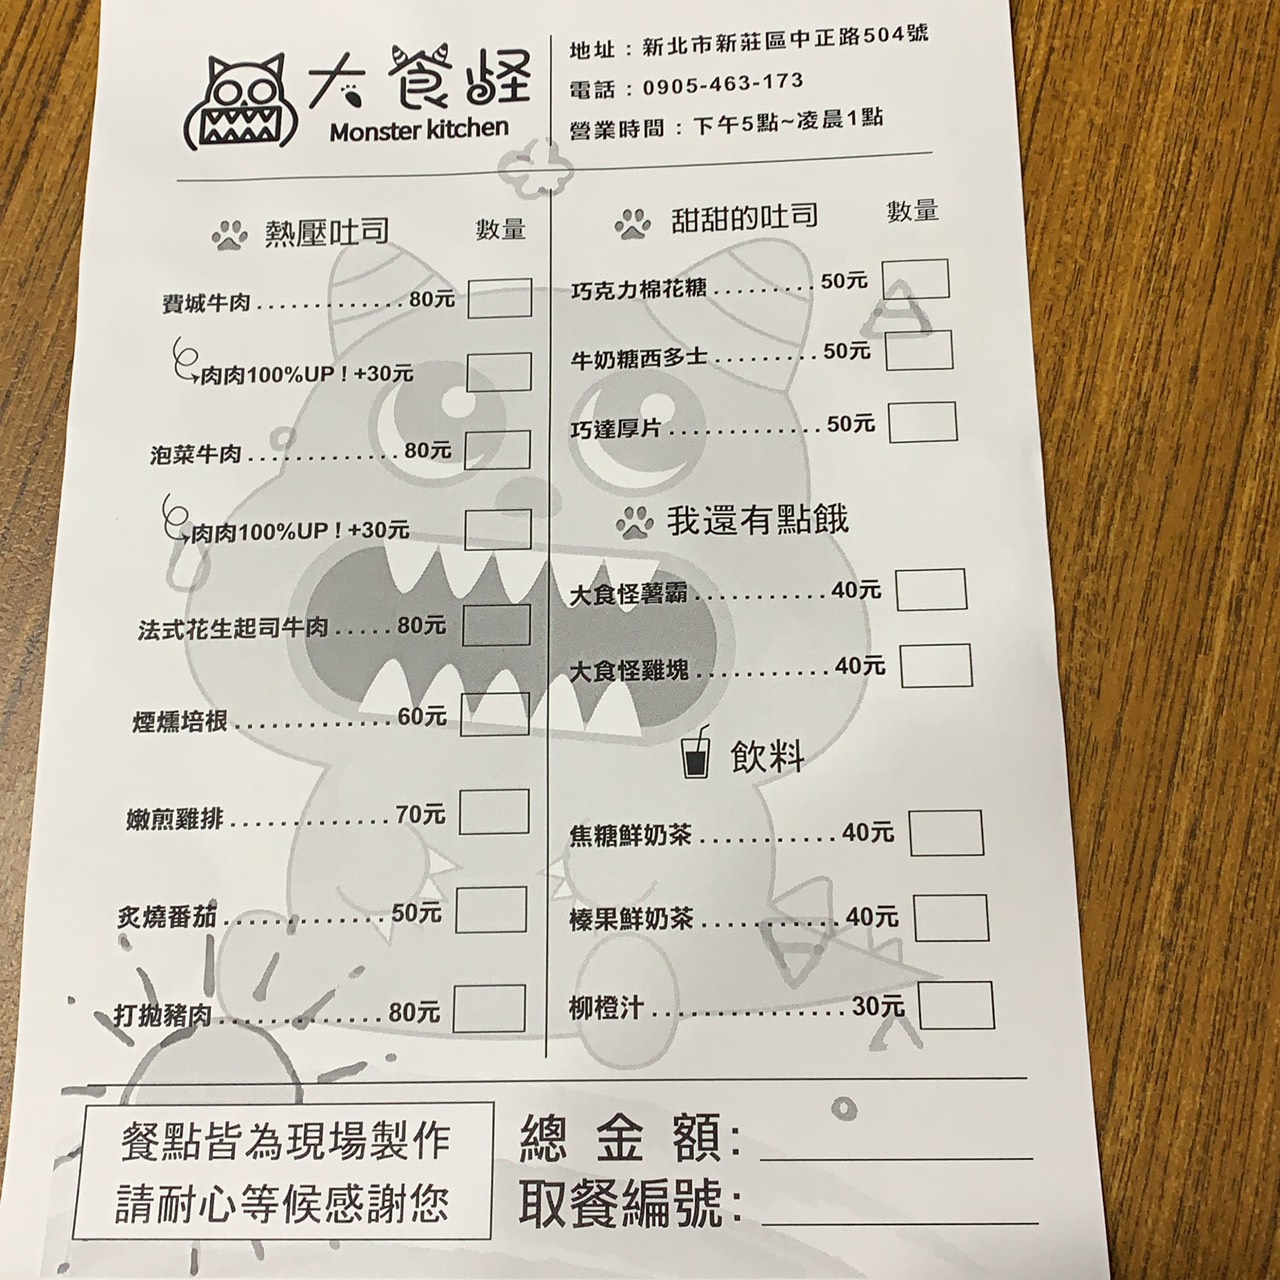 大食怪
Monster kitchen
地址：新北市新莊區中正路504號
電話：0905-463-173
營業時間：下午5點~凌晨1點
熱壓吐司 數量
費城牛肉.............80元
肉肉100%UP！+30元
泡菜牛肉.............80元
肉肉100%UP！+30元
法式花生起司牛肉.....80元
煙燻培根..............60元
嫩煎雞排.............70元
炙燒番茄.............50元
打拋豬肉.............80元
甜甜的吐司 數量
巧克力棉花糖.........50元
牛奶糖西多士.........50元
巧達厚片.............50元
我還有點餓
大食怪薯霸...........40元
大食怪雞塊...........40元
飲料
焦糖鮮奶茶...........40元
榛果鮮奶茶...........40元
柳橙汁...............30元
餐點皆為現場製作
請耐心等候感謝您
總金額：
取餐編號：